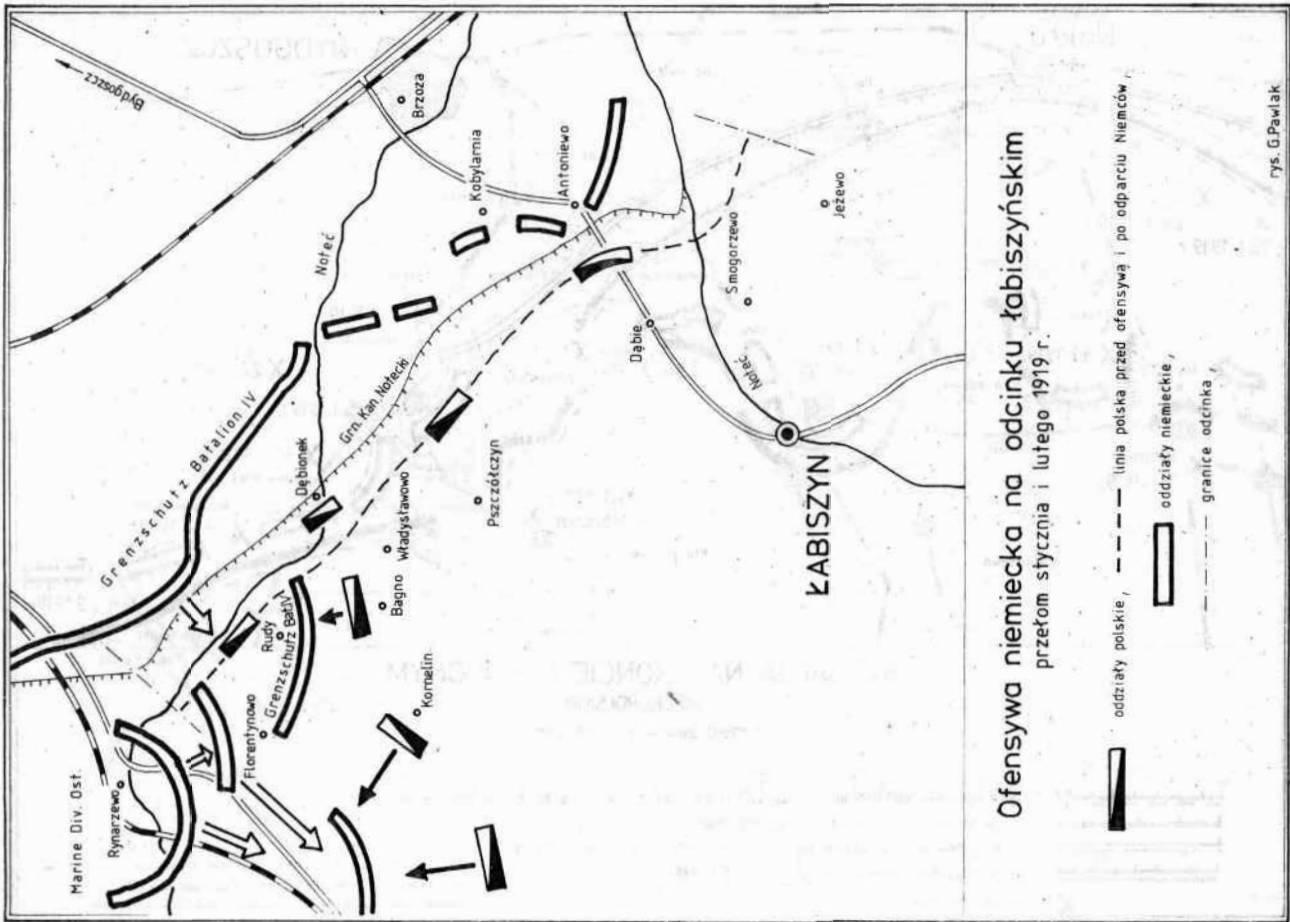 Bydgoszcz
Brzoza
Noteć
Kobylarnia
Antoniewo
Grenzschutz Batalion IV
Dębionek
Grn. Kan. Notecki
Władysławowo
Pszczółczyn
Bagno
Rudy
Grenzschutz Bat IV
Marine Div. Ost.
Rynarzewo
Florentynowo
Kornelin
Dąbie
Smogorzewo
Jeżewo
Noteć
ŁABISZYN
Ofensywa niemiecka na odcinku łabiszyńskim
przełom stycznia i lutego 1919 r.
oddziały polskie,
linia polska przed ofensywą i po odparciu Niemców,
oddziały niemieckie,
granice odcinka,
rys. G.Pawlak